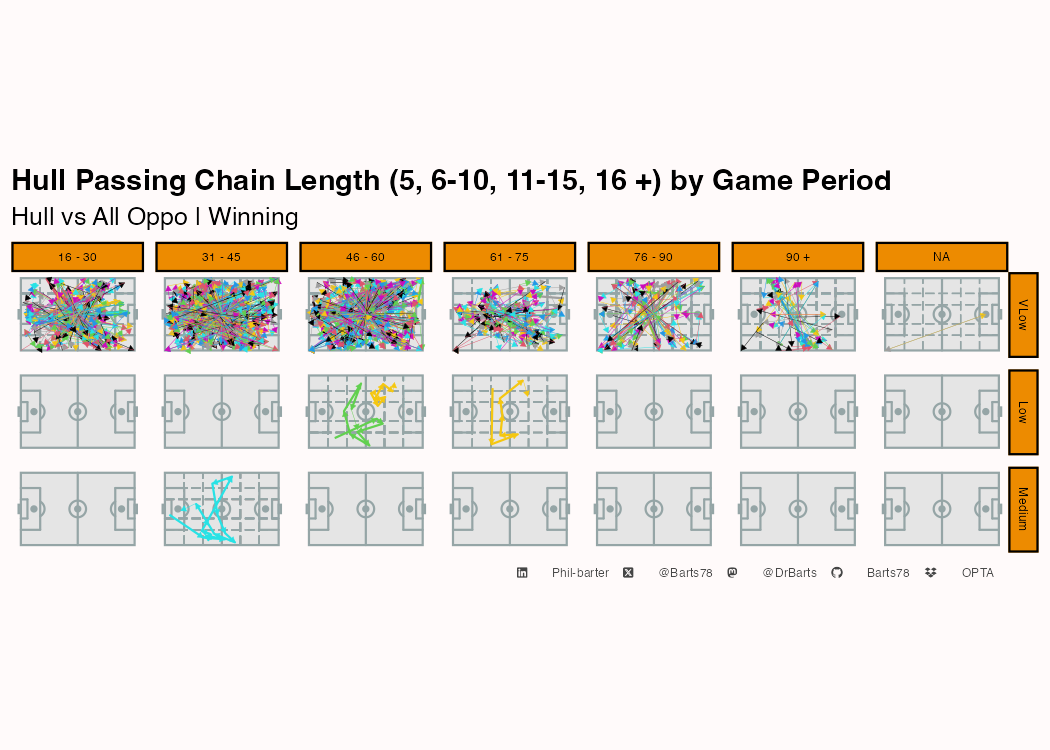 Hull Passing Chain Length (5, 6-10, 11-15, 16 +) by Game Period
Hull vs All Oppo | Winning
16 - 30 31 - 45 46 - 60 61 - 75 76 - 90 90 + NA
VLow
Low
Medium
Phil-barter @Barts78 @DrBarts Barts78 OPTA